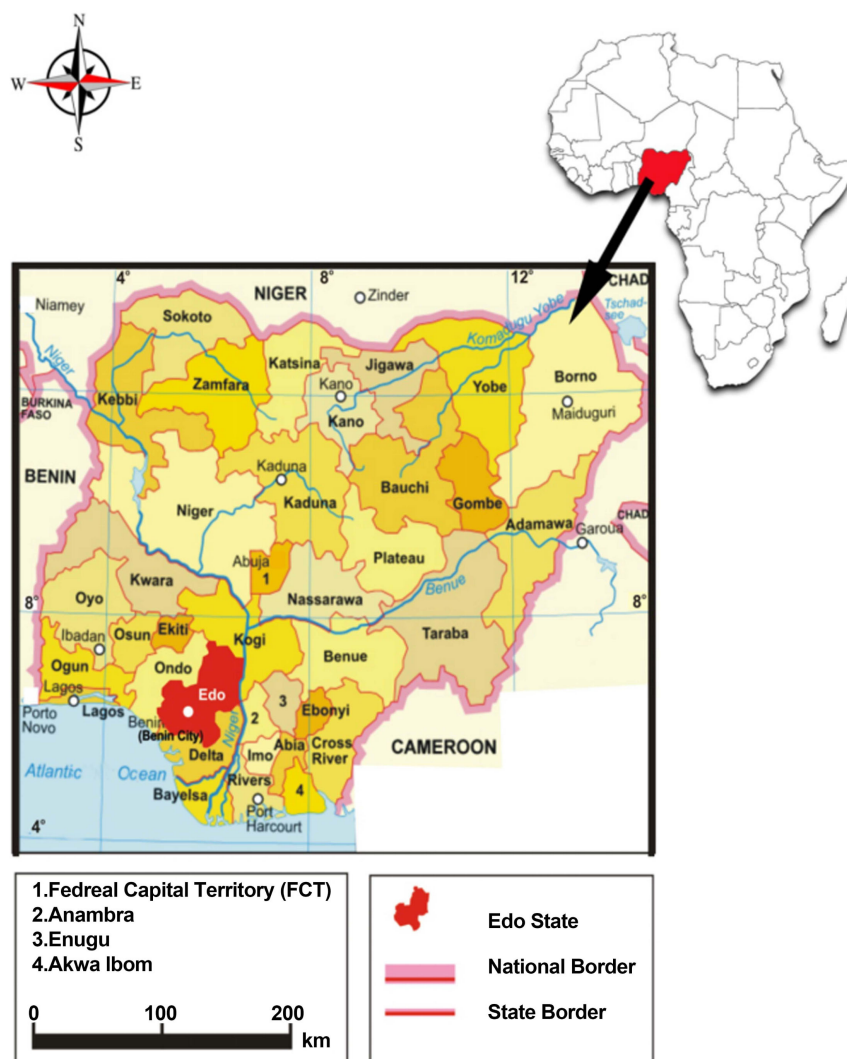 N
W
E
S
4°
8°
12°
CHAD
NIGER
Zinder
Niamey
Tschad-
see
Sokoto
Komadugu Yobe
Niger
Katsina
Jigawa
Zamfara
Yobe
Borno
Kebbi
Kano
BURKINA
FASO
Maiduguri
Kano
BENIN
Kaduna
Bauchi
Kaduna
Gombe
Niger
Adamawa
CHAD
Garoua
Plateau
Abuja
1
Kwara
Benue
Nassarawa
Oyo
8°
8°
Ekiti
Osun
Kogi
Taraba
Ibadan
Benue
Ogun
Ondo
Edo
Lagos
3
Ebonyi
Porto
Novo
Lagos
2
Benin
(Benin City)
Niger
Abia
Cross
River
CAMEROON
Delta
Imo
Atlantic Ocean
Rivers
4
Bayelsa
Port
Harcourt
4°
1.Fedreal Capital Territory (FCT)
2.Anambra
3.Enugu
4.Akwa Ibom
0 100 200
km
Edo State
National Border
State Border